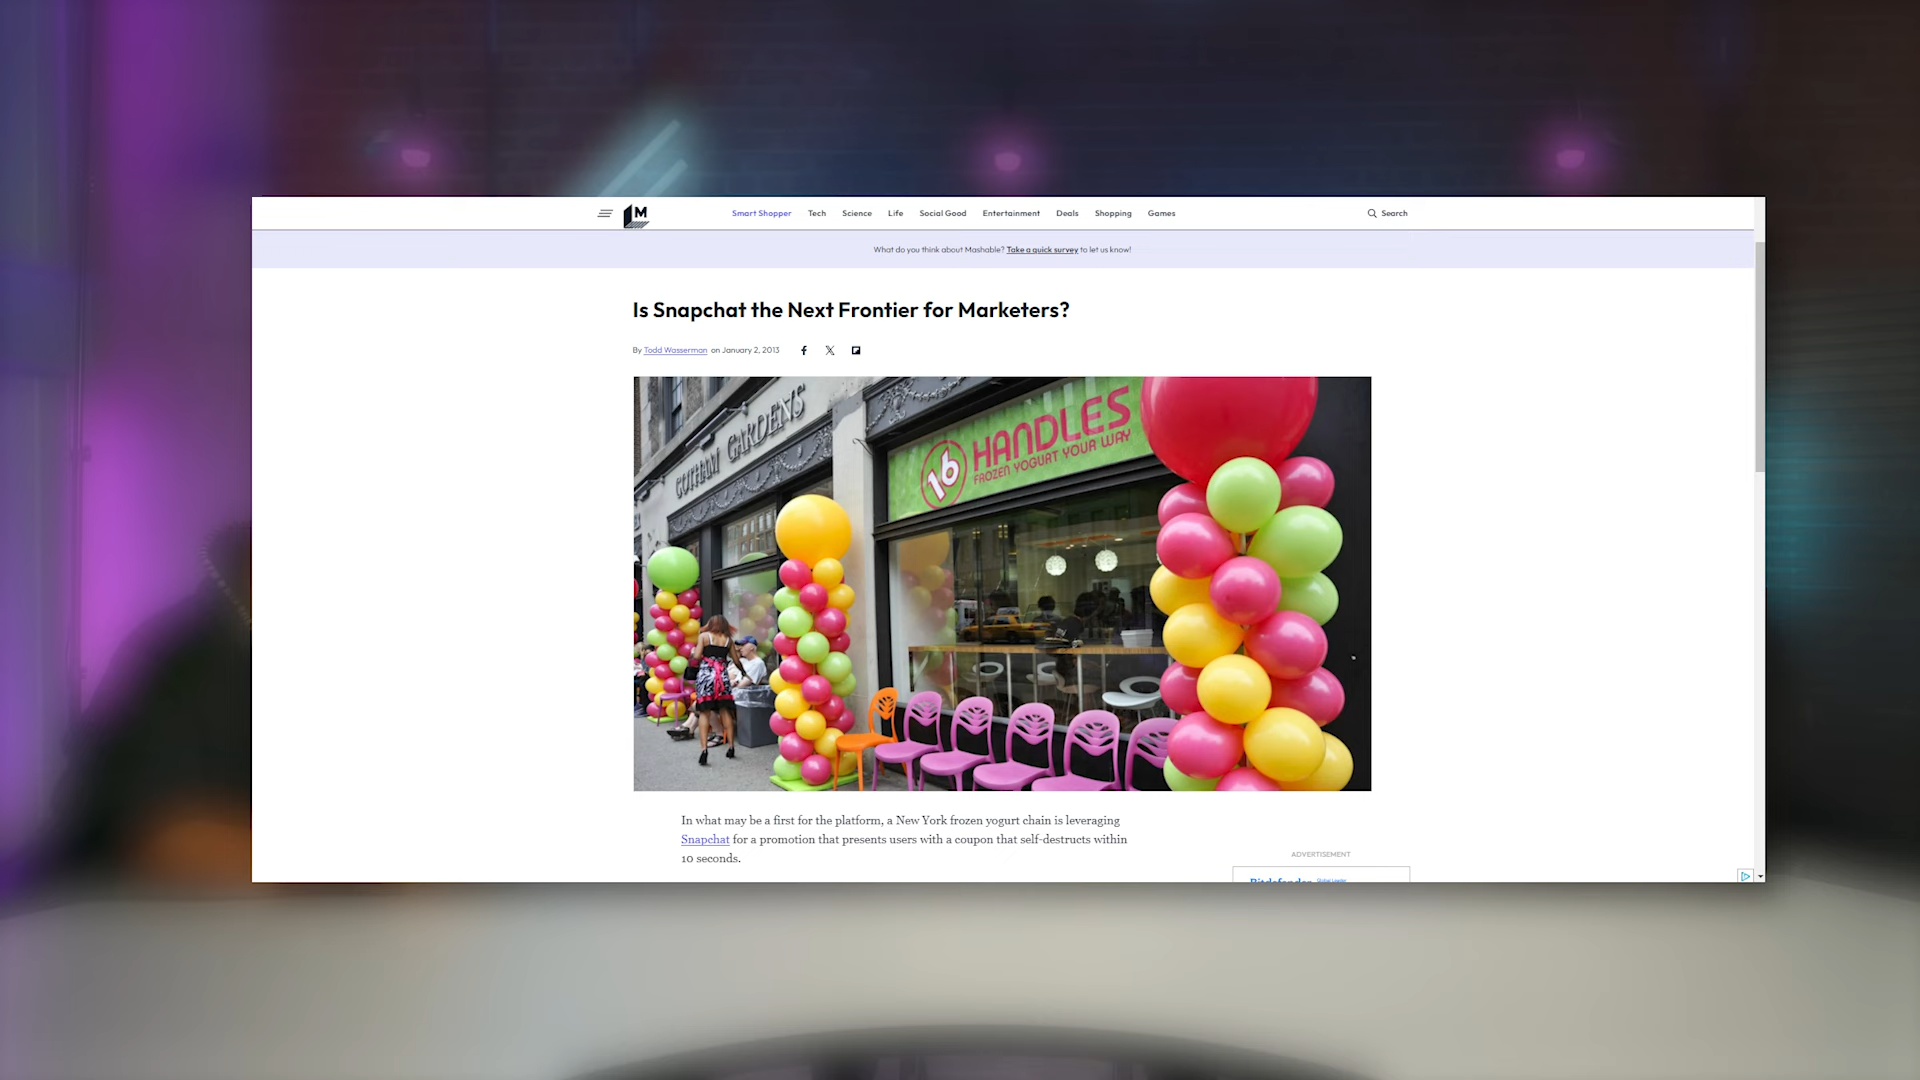 M
Smart Shopper Tech Science Life Social Good Entertainment Deals Shopping Games Search
What do you think about Mashable? Take a quick survey to let us know!
Is Snapchat the Next Frontier for Marketers?
By Todd Wasserman on January 2, 2013
GOTHAM GARDENS
16 HANDLES
FROZEN YOGURT YOUR WAY
In what may be a first for the platform, a New York frozen yogurt chain is leveraging
Snapchat for a promotion that presents users with a coupon that self-destructs within
10 seconds.
ADVERTISEMENT
Bitdefender